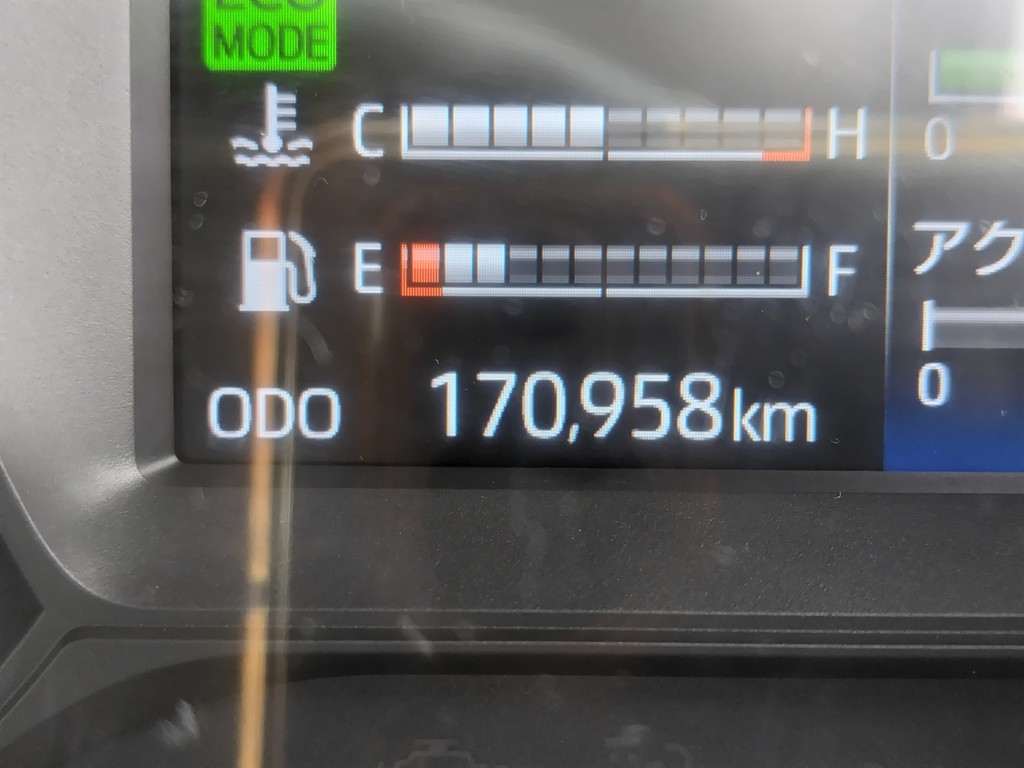 ECO
MODE
C H
0
E F
アク
0
ODO 170,958km